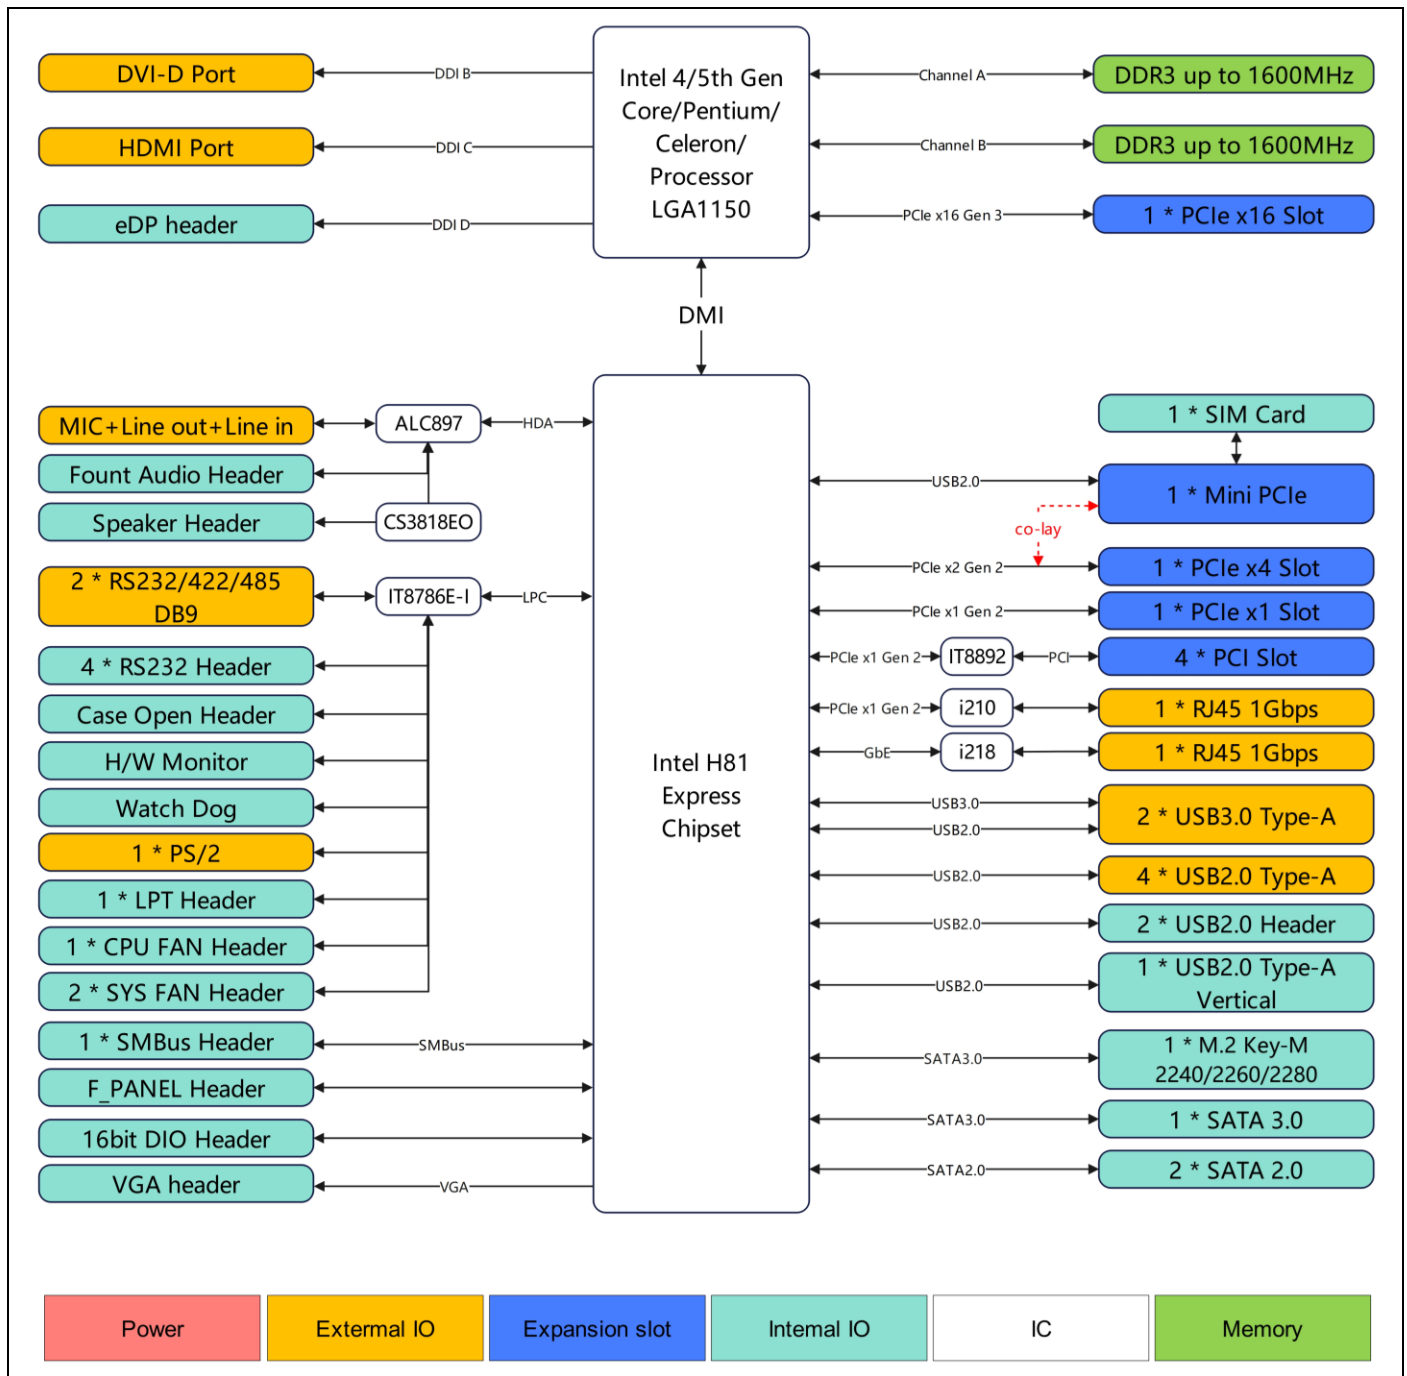 DVI-D Port
DDI B
HDMI Port
DDI C
eDP header
DDI D
Intel 4/5th Gen
Core/Pentium/
Celeron/
Processor
LGA1150
Channel A
DDR3 up to 1600MHz
Channel B
DDR3 up to 1600MHz
PCIe x16 Gen 3
1 * PCIe x16 Slot
DMI
MIC+Line out+Line in
ALC897
HDA
Fount Audio Header
Speaker Header
CS3818EO
2 * RS232/422/485
DB9
IT8786E-I
LPC
4 * RS232 Header
Case Open Header
H/W Monitor
Watch Dog
1 * PS/2
1 * LPT Header
1 * CPU FAN Header
2 * SYS FAN Header
1 * SMBus Header
SMBus
F_PANEL Header
16bit DIO Header
VGA header
VGA
Intel H81
Express
Chipset
1 * SIM Card
USB2.0
1 * Mini PCIe
co-lay
PCIe x2 Gen 2
1 * PCIe x4 Slot
PCIe x1 Gen 2
1 * PCIe x1 Slot
PCIe x1 Gen 2
IT8892
PCI
4 * PCI Slot
PCIe x1 Gen 2
i210
1 * RJ45 1Gbps
GbE
i218
1 * RJ45 1Gbps
USB3.0
USB2.0
2 * USB3.0 Type-A
USB2.0
4 * USB2.0 Type-A
USB2.0
2 * USB2.0 Header
USB2.0
1 * USB2.0 Type-A
Vertical
SATA3.0
1 * M.2 Key-M
2240/2260/2280
SATA3.0
1 * SATA 3.0
SATA2.0
2 * SATA 2.0
Power
Extermal IO
Expansion slot
Intemal IO
IC
Memory